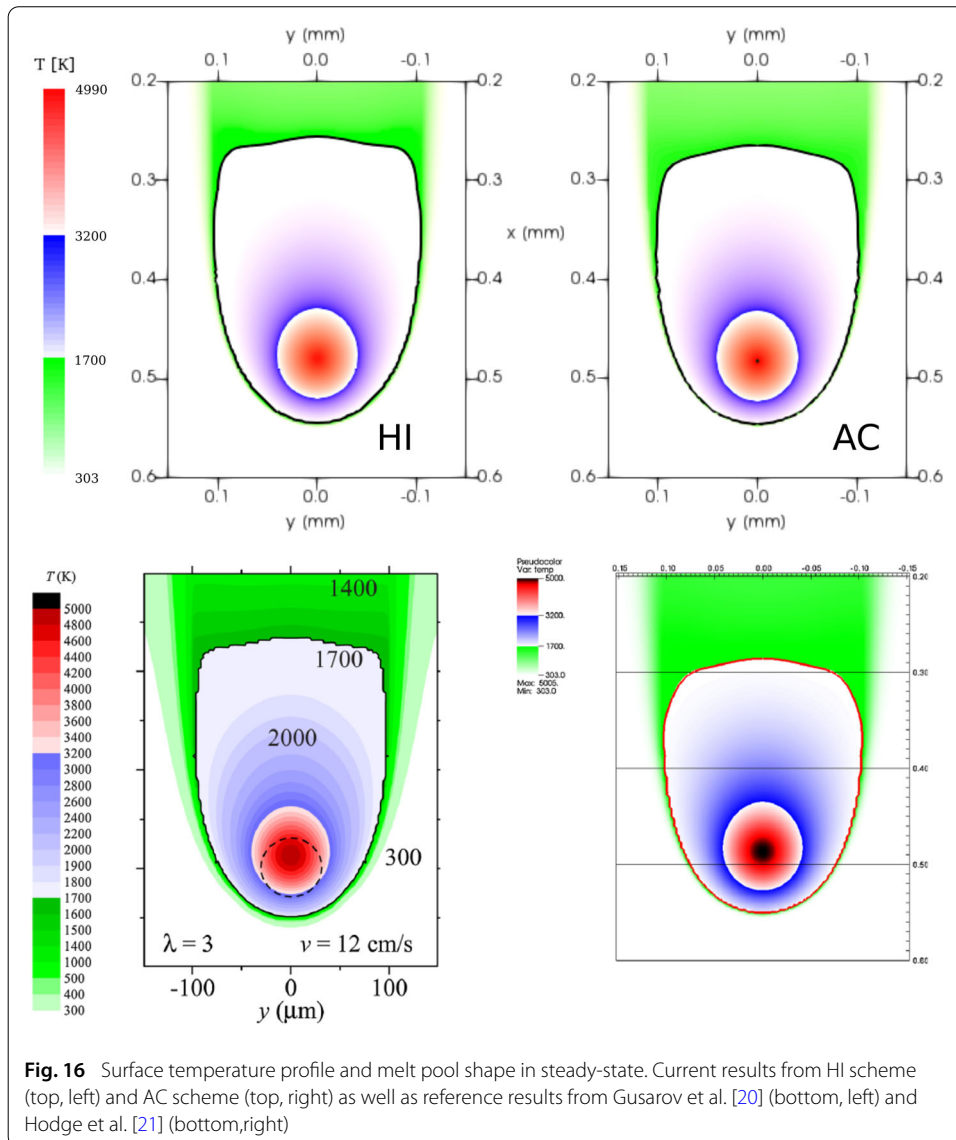 y (mm)
0.1 0.0 -0.1
T [K]
4990
3200
1700
303
0.2
0.3
0.4
0.5
0.6
x (mm)
HI
0.1 0.0 -0.1
y (mm)
y (mm)
0.1 0.0 -0.1
0.2 0.2
0.3 0.3
0.4 0.4
0.5 0.5
0.6 0.6
AC
0.1 0.0 -0.1
y (mm)
T (K)
5000
4800
4600
4400
4200
4000
3800
3600
3400
3200
3000
2800
2600
2400
2200
2000
1900
1800
1700
1600
1500
1400
1000
500
400
300
1400
1700
2000
300
λ = 3 v = 12 cm/s
-100 0 100
y (μm)
Pseudocolor
Var: temp
5000.
3200.
1700.
303.0
Max: 5005.
Min: 303.0
0.15 0.10 0.05 0.00 -0.05 -0.10 -0.15
0.20
0.30
0.40
0.50
0.60
Fig. 16 Surface temperature profile and melt pool shape in steady-state. Current results from HI scheme
(top, left) and AC scheme (top, right) as well as reference results from Gusarov et al. [20] (bottom, left) and
Hodge et al. [21] (bottom,right)